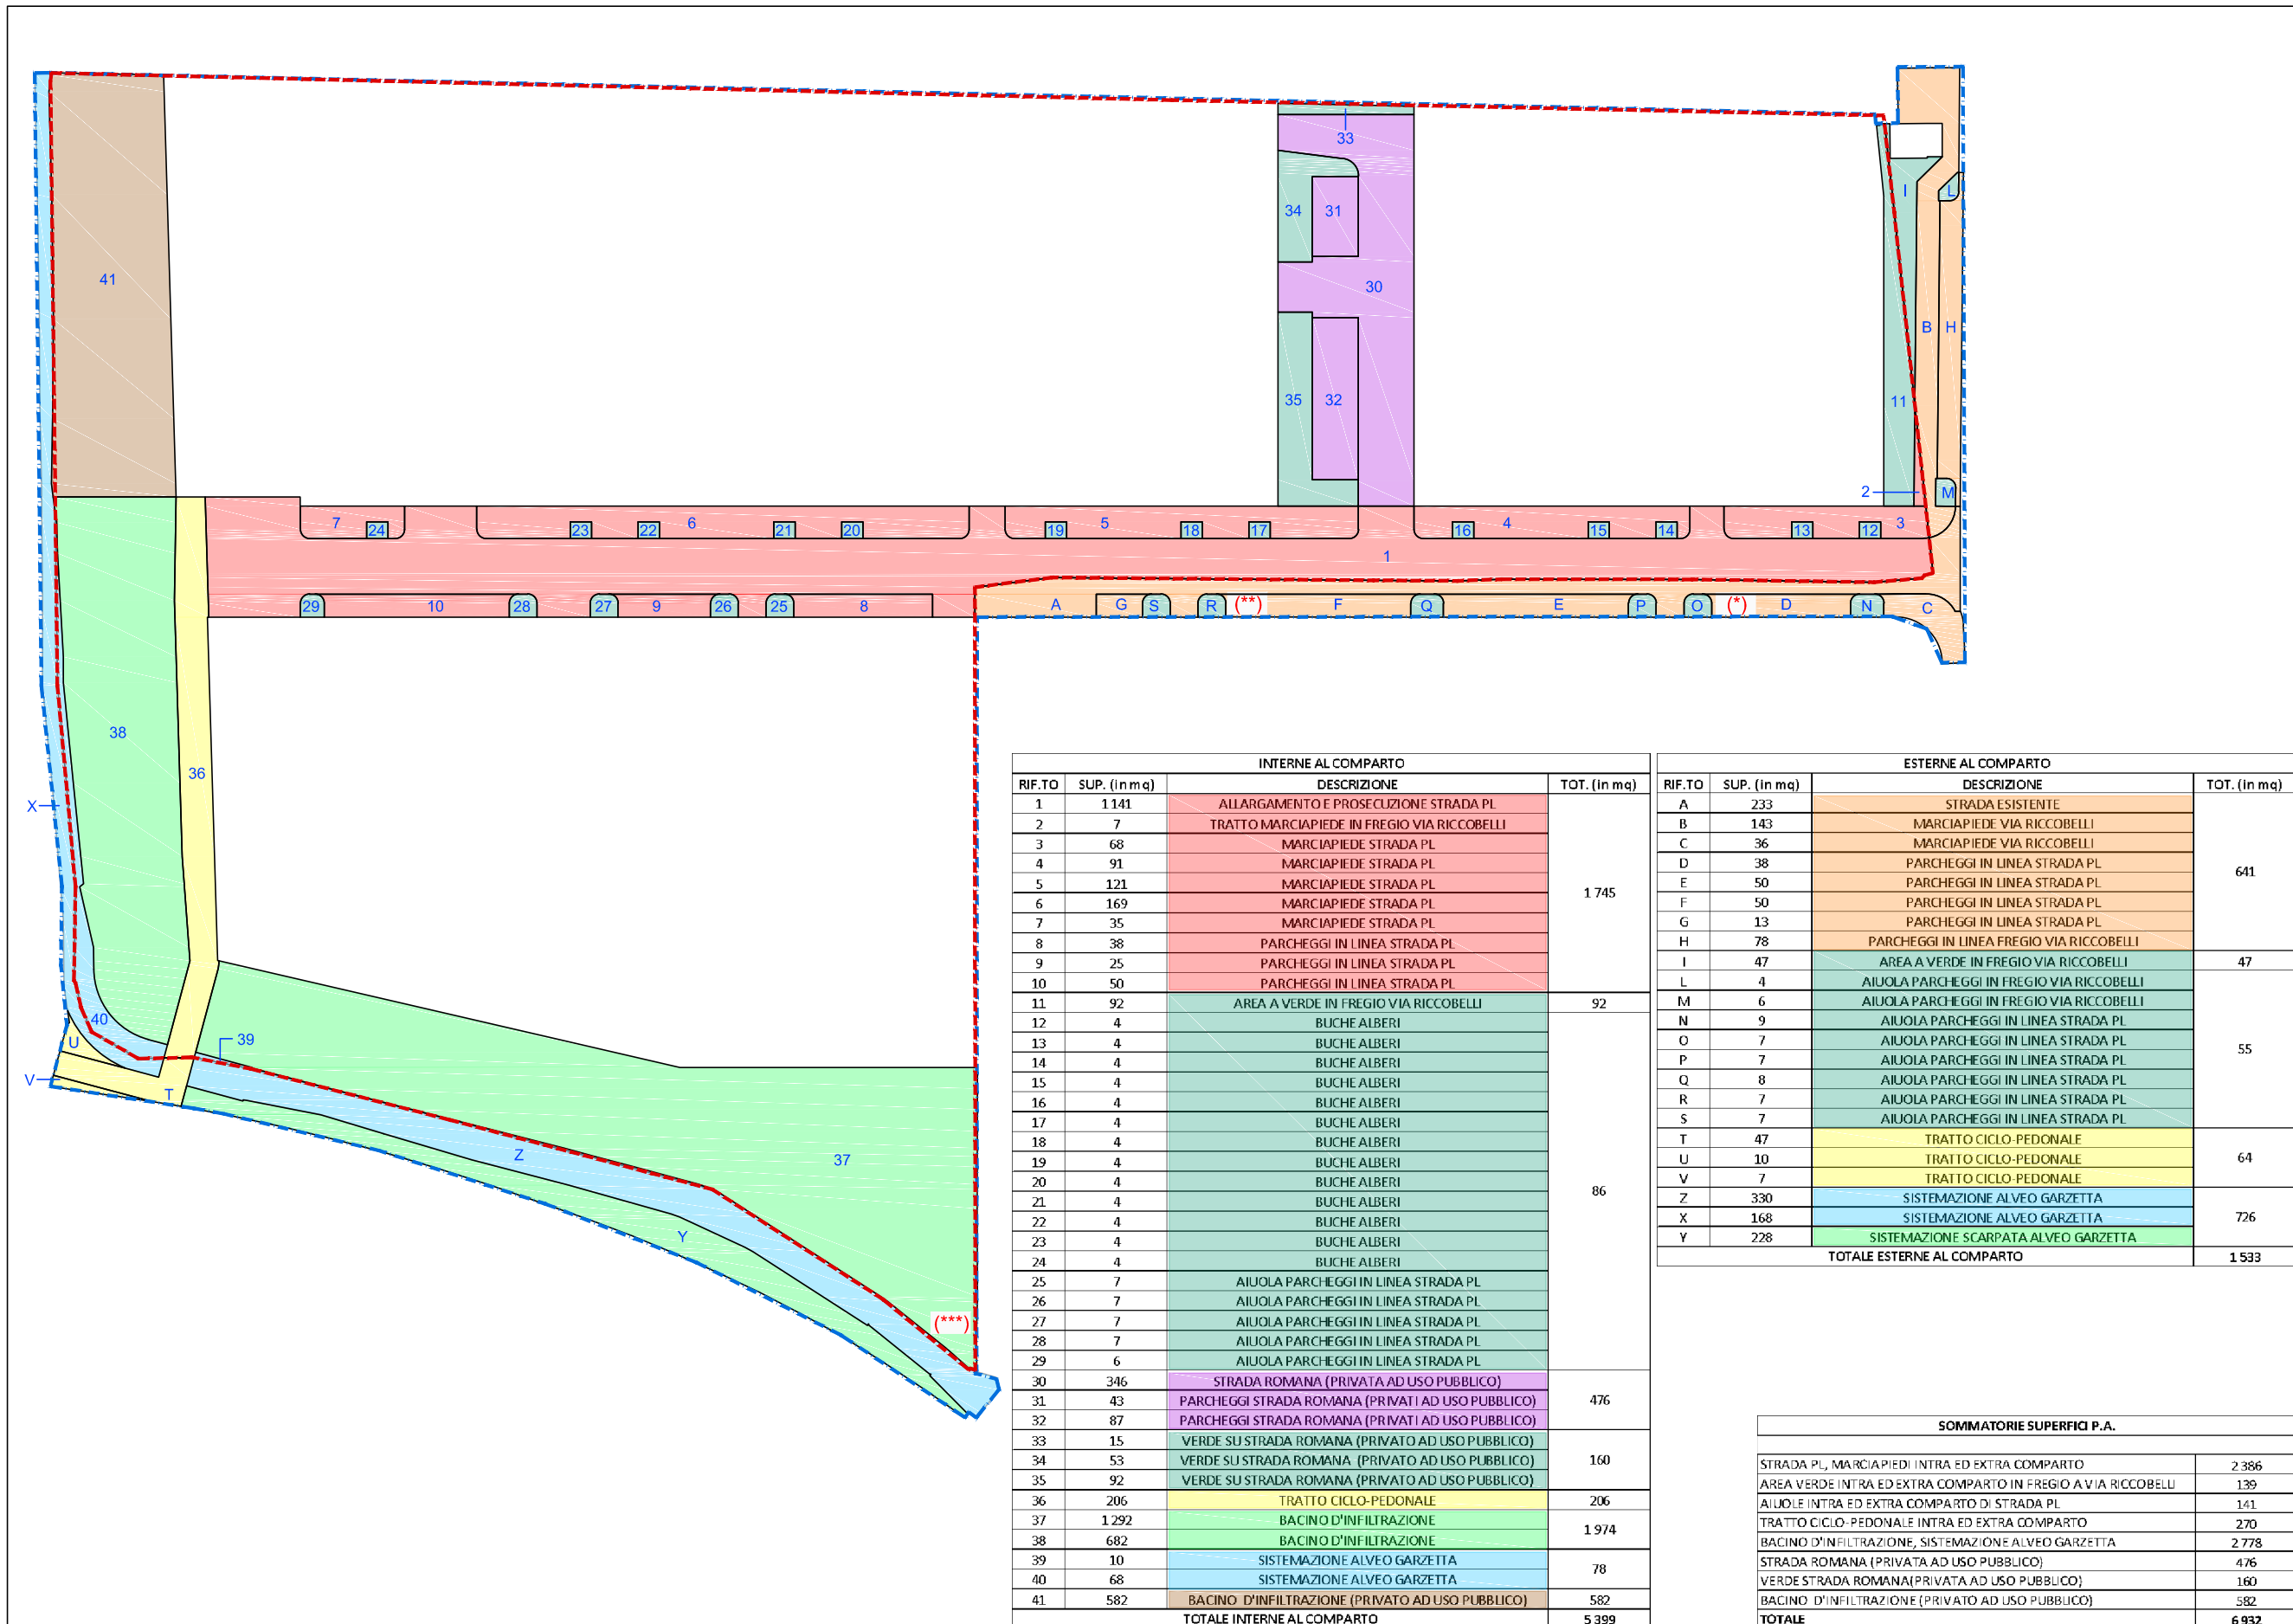 33
34
31
30
41
I
L
B
H
35
32
11
2
M
7
24
23
22
6
21
20
19
5
18
17
16
4
15
14
13
12
3
1
29
10
28
27
9
26
25
8
A
G
S
R
(**)
F
Q
E
P
O
(*)
D
N
C
38
36
X
40
39
U
V
T
Z
37
Y
(***)
INTERNE AL COMPARTO
RIF.TO SUP. (in mq) DESCRIZIONE TOT. (in mq)
1 1 141 ALLARGAMENTO E PROSECUZIONE STRADA PL
2 7 TRATTO MARCIAPIEDE IN FREGIO VIA RICCOBELLI
3 68 MARCIAPIEDE STRADA PL
4 91 MARCIAPIEDE STRADA PL
5 121 MARCIAPIEDE STRADA PL
1 745
6 169 MARCIAPIEDE STRADA PL
7 35 MARCIAPIEDE STRADA PL
8 38 PARCHEGGI IN LINEA STRADA PL
9 25 PARCHEGGI IN LINEA STRADA PL
10 50 PARCHEGGI IN LINEA STRADA PL
11 92 AREA A VERDE IN FREGIO VIA RICCOBELLI 92
12 4 BUCHE ALBERI
13 4 BUCHE ALBERI
14 4 BUCHE ALBERI
15 4 BUCHE ALBERI
16 4 BUCHE ALBERI
17 4 BUCHE ALBERI
18 4 BUCHE ALBERI
19 4 BUCHE ALBERI
20 4 BUCHE ALBERI
86
21 4 BUCHE ALBERI
22 4 BUCHE ALBERI
23 4 BUCHE ALBERI
24 4 BUCHE ALBERI
25 7 AIUOLA PARCHEGGI IN LINEA STRADA PL
26 7 AIUOLA PARCHEGGI IN LINEA STRADA PL
27 7 AIUOLA PARCHEGGI IN LINEA STRADA PL
28 7 AIUOLA PARCHEGGI IN LINEA STRADA PL
29 6 AIUOLA PARCHEGGI IN LINEA STRADA PL
30 346 STRADA ROMANA (PRIVATA AD USO PUBBLICO)
31 43 PARCHEGGI STRADA ROMANA (PRIVATI AD USO PUBBLICO) 476
32 87 PARCHEGGI STRADA ROMANA (PRIVATI AD USO PUBBLICO)
33 15 VERDE SU STRADA ROMANA (PRIVATO AD USO PUBBLICO)
34 53 VERDE SU STRADA ROMANA (PRIVATO AD USO PUBBLICO) 160
35 92 VERDE SU STRADA ROMANA (PRIVATO AD USO PUBBLICO)
36 206 TRATTO CICLO-PEDONALE 206
37 1 292 BACINO D'INFILTRAZIONE
1 974
38 682 BACINO D'INFILTRAZIONE
39 10 SISTEMAZIONE ALVEO GARZETTA
78
40 68 SISTEMAZIONE ALVEO GARZETTA
41 582 BACINO D'INFILTRAZIONE (PRIVATO AD USO PUBBLICO) 582
TOTALE INTERNE AL COMPARTO 5 399
ESTERNE AL COMPARTO
RIF.TO SUP. (in mq) DESCRIZIONE TOT. (in mq)
A 233 STRADA ESISTENTE
B 143 MARCIAPIEDE VIA RICCOBELLI
C 36 MARCIAPIEDE VIA RICCOBELLI
D 38 PARCHEGGI IN LINEA STRADA PL
641
E 50 PARCHEGGI IN LINEA STRADA PL
F 50 PARCHEGGI IN LINEA STRADA PL
G 13 PARCHEGGI IN LINEA STRADA PL
H 78 PARCHEGGI IN LINEA FREGIO VIA RICCOBELLI
I 47 AREA A VERDE IN FREGIO VIA RICCOBELLI 47
L 4 AIUOLA PARCHEGGI IN FREGIO VIA RICCOBELLI
M 6 AIUOLA PARCHEGGI IN FREGIO VIA RICCOBELLI
N 9 AIUOLA PARCHEGGI IN LINEA STRADA PL
O 7 AIUOLA PARCHEGGI IN LINEA STRADA PL
55
P 7 AIUOLA PARCHEGGI IN LINEA STRADA PL
Q 8 AIUOLA PARCHEGGI IN LINEA STRADA PL
R 7 AIUOLA PARCHEGGI IN LINEA STRADA PL
S 7 AIUOLA PARCHEGGI IN LINEA STRADA PL
T 47 TRATTO CICLO-PEDONALE
U 10 TRATTO CICLO-PEDONALE 64
V 7 TRATTO CICLO-PEDONALE
Z 330 SISTEMAZIONE ALVEO GARZETTA
X 168 SISTEMAZIONE ALVEO GARZETTA 726
Y 228 SISTEMAZIONE SCARPATA ALVEO GARZETTA
TOTALE ESTERNE AL COMPARTO 1 533
SOMMATORIE SUPERFICI P.A.
STRADA PL, MARCIAPIEDI INTRA ED EXTRA COMPARTO 2 386
AREA VERDE INTRA ED EXTRA COMPARTO IN FREGIO A VIA RICCOBELLI 139
AIUOLE INTRA ED EXTRA COMPARTO DI STRADA PL 141
TRATTO CICLO-PEDONALE INTRA ED EXTRA COMPARTO 270
BACINO D'INFILTRAZIONE, SISTEMAZIONE ALVEO GARZETTA 2 778
STRADA ROMANA (PRIVATA AD USO PUBBLICO) 476
VERDE STRADA ROMANA(PRIVATA AD USO PUBBLICO) 160
BACINO D'INFILTRAZIONE (PRIVATO AD USO PUBBLICO) 582
TOTALE 6 932